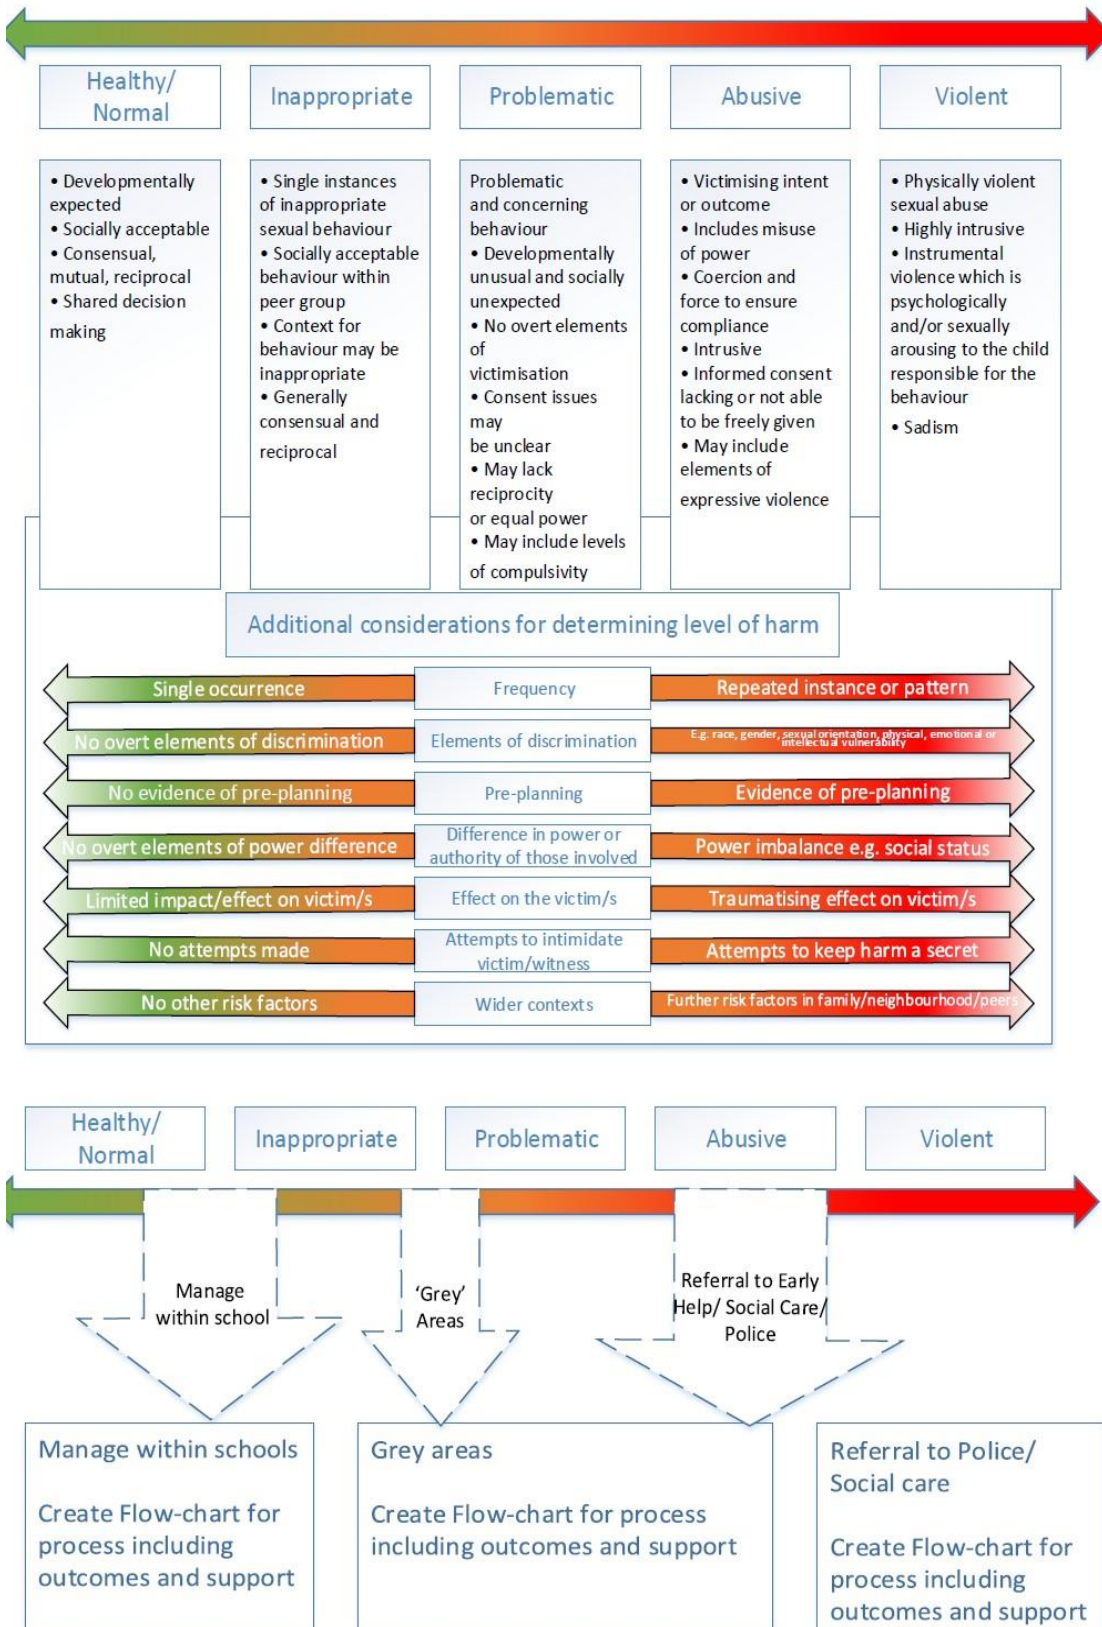 Healthy/
Normal
Inappropriate
Problematic
Abusive
Violent
• Developmentally
expected
• Socially acceptable
• Consensual,
mutual, reciprocal
• Shared decision
making
• Single instances
of inappropriate
sexual behaviour
• Socially acceptable
behaviour within
peer group
• Context for
behaviour may be
inappropriate
• Generally
consensual and
reciprocal
Problematic
and concerning
behaviour
• Developmentally
unusual and socially
unexpected
• No overt elements
of
victimisation
• Consent issues
may
be unclear
• May lack
reciprocity
or equal power
• May include levels
of compulsivity
• Victimising intent
or outcome
• Includes misuse
of power
• Coercion and
force to ensure
compliance
• Intrusive
• Informed consent
lacking or not able
to be freely given
• May include
elements of
expressive violence
• Physically violent
sexual abuse
• Highly intrusive
• Instrumental
violence which is
psychologically
and/or sexually
arousing to the child
responsible for the
behaviour
• Sadism
Additional considerations for determining level of harm
Single occurrence
Frequency
Repeated instance or pattern
No overt elements of discrimination
Elements of discrimination
E.g. race, gender, sexual orientation, physical, emotional or
intellectual vulnerability
No evidence of pre-planning
Pre-planning
Evidence of pre-planning
No overt elements of power difference
Difference in power or
authority of those involved
Power imbalance e.g. social status
Limited impact/effect on victim/s
Effect on the victim/s
Traumatising effect on victim/s
No attempts made
Attempts to intimidate
victim/witness
Attempts to keep harm a secret
No other risk factors
Wider contexts
Further risk factors in family/neighbourhood/peers
Healthy/
Normal
Inappropriate
Problematic
Abusive
Violent
Manage
within school
‘Grey’
Areas
Referral to Early
Help/ Social Care/
Police
Manage within schools
Create Flow-chart for
process including
outcomes and support
Grey areas
Create Flow-chart for process
including outcomes and support
Referral to Police/
Social care
Create Flow-chart for
process including
outcomes and support